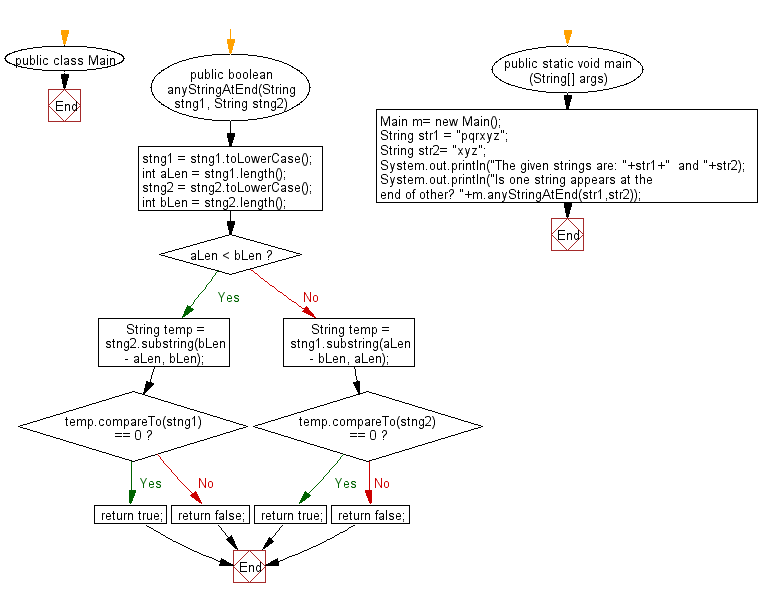 public class Main
End
public boolean
anyStringAtEnd(String
stng1, String stng2)
stng1 = stng1.toLowerCase();
int aLen = stng1.length();
stng2 = stng2.toLowerCase();
int bLen = stng2.length();
aLen < bLen ?
Yes
No
String temp =
stng2.substring(bLen
- aLen, bLen);
String temp =
stng1.substring(aLen
- bLen, aLen);
temp.compareTo(stng1)
== 0 ?
temp.compareTo(stng2)
== 0 ?
Yes
No
Yes
No
return true;
return false;
return true;
return false;
End
public static void main
(String[] args)
Main m= new Main();
String str1 = "pqrxyz";
String str2= "xyz";
System.out.println("The given strings are: "+str1+"  and "+str2);
System.out.println("Is one string appears at the
end of other? "+m.anyStringAtEnd(str1,str2));
End